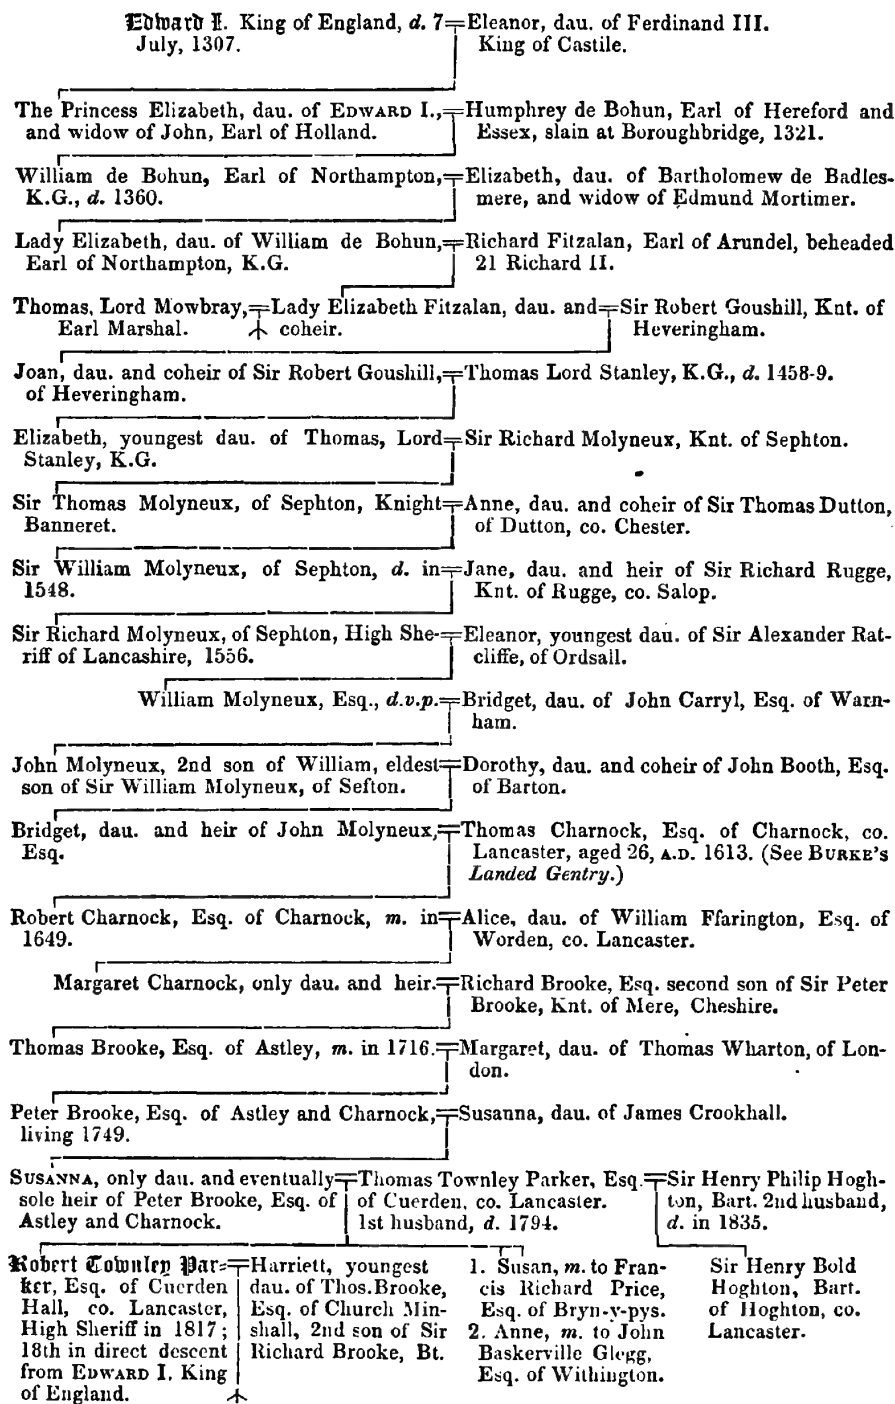 Edward I. King of England, d. 7
July, 1307.
Eleanor, dau. of Ferdinand III.
King of Castile.
The Princess Elizabeth, dau. of EDWARD I.,
and widow of John, Earl of Holland.
Humphrey de Bohun, Earl of Hereford and
Essex, slain at Boroughbridge, 1321.
William de Bohun, Earl of Northampton,
K.G., d. 1360.
Elizabeth, dau. of Bartholomew de Badles-
mere, and widow of Edmund Mortimer.
Lady Elizabeth, dau. of William de Bohun,
Earl of Northampton, K.G.
Richard Fitzalan, Earl of Arundel, beheaded
21 Richard II.
Thomas, Lord Mowbray,
Earl Marshal.
Lady Elizabeth Fitzalan, dau. and
coheir.
Sir Robert Goushill, Knt. of
Heveringham.
Joan, dau. and coheir of Sir Robert Goushill,
of Heveringham.
Thomas Lord Stanley, K.G., d. 1458-9.
Elizabeth, youngest dau. of Thomas, Lord
Stanley, K.G.
Sir Richard Molyneux, Knt. of Sephton.
Sir Thomas Molyneux, of Sephton, Knight
Banneret.
Anne, dau. and coheir of Sir Thomas Dutton,
of Dutton, co. Chester.
Sir William Molyneux, of Sephton, d. in
1548.
Jane, dau. and heir of Sir Richard Rugge,
Knt. of Rugge, co. Salop.
Sir Richard Molyneux, of Sephton, High She-
riff of Lancashire, 1556.
Eleanor, youngest dau. of Sir Alexander Rat-
cliffe, of Ordsall.
William Molyneux, Esq., d.v.p.
Bridget, dau. of John Carryl, Esq. of Warn-
ham.
John Molyneux, 2nd son of William, eldest
son of Sir William Molyneux, of Sefton.
Dorothy, dau. and coheir of John Booth, Esq.
of Barton.
Bridget, dau. and heir of John Molyneux,
Esq.
Thomas Charnock, Esq. of Charnock, co.
Lancaster, aged 26, A.D. 1613. (See BURKE'S
Landed Gentry.)
Robert Charnock, Esq. of Charnock, m. in
1649.
Alice, dau. of William Ffarington, Esq. of
Worden, co. Lancaster.
Margaret Charnock, only dau. and heir.
Richard Brooke, Esq. second son of Sir Peter
Brooke, Knt. of Mere, Cheshire.
Thomas Brooke, Esq. of Astley, m. in 1716.
Margaret, dau. of Thomas Wharton, of Lon-
don.
Peter Brooke, Esq. of Astley and Charnock,
living 1749.
Susanna, dau. of James Crookhall.
SUSANNA, only dau. and eventually
sole heir of Peter Brooke, Esq. of
Astley and Charnock.
Thomas Townley Parker, Esq.
of Cuerden, co. Lancaster.
1st husband, d. 1794.
Sir Henry Philip Hogh-
ton, Bart. 2nd husband,
d. in 1835.
Robert Townley Par-
ker, Esq. of Cuerden
Hall, co. Lancaster,
High Sheriff in 1817;
18th in direct descent
from EDWARD I. King
of England.
Harriett, youngest
dau. of Thos. Brooke,
Esq. of Church Min-
shall, 2nd son of Sir
Richard Brooke, Bt.
1. Susan, m. to Fran-
cis Richard Price,
Esq. of Bryn-y-pys.
2. Anne, m. to John
Baskerville Glegg,
Esq. of Withington.
Sir Henry Bold
Hoghton, Bart.
of Hoghton, co.
Lancaster.